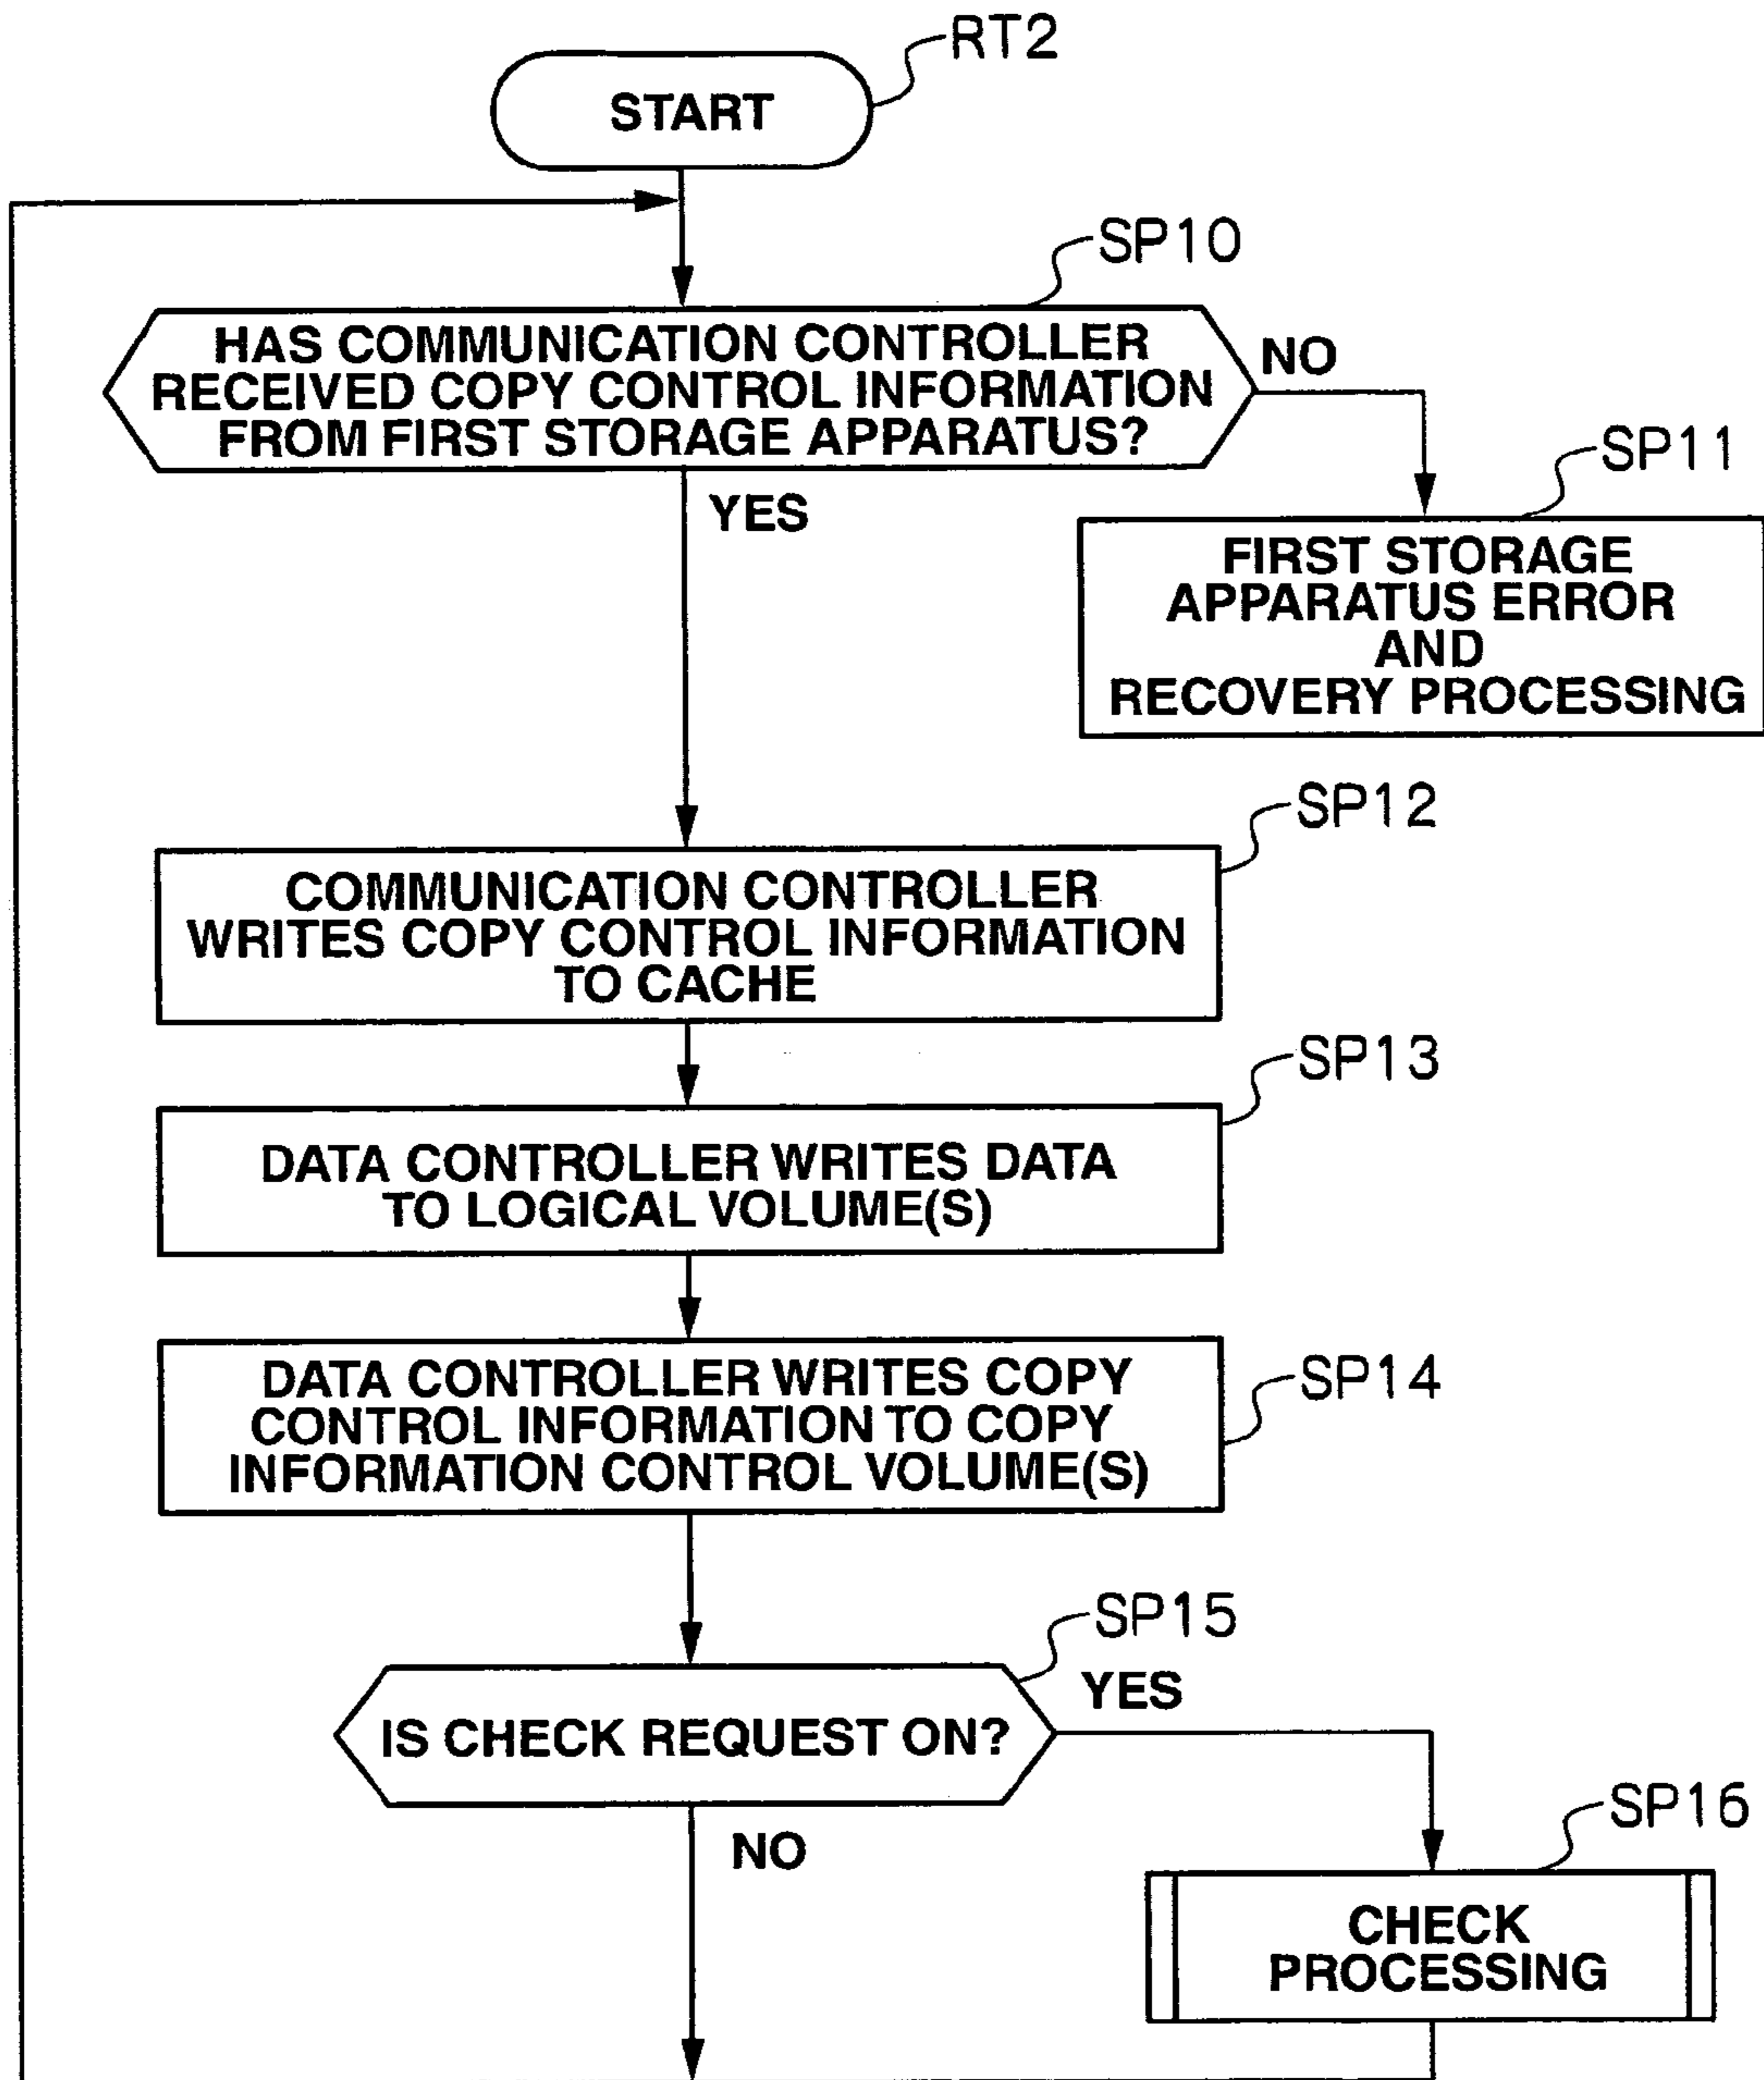 RT2
START
SP10
HAS COMMUNICATION CONTROLLER
RECEIVED COPY CONTROL INFORMATION
FROM FIRST STORAGE APPARATUS?
NO
YES
SP11
FIRST STORAGE
APPARATUS ERROR
AND
RECOVERY PROCESSING
SP12
COMMUNICATION CONTROLLER
WRITES COPY CONTROL INFORMATION
TO CACHE
SP13
DATA CONTROLLER WRITES DATA
TO LOGICAL VOLUME(S)
SP14
DATA CONTROLLER WRITES COPY
CONTROL INFORMATION TO COPY
INFORMATION CONTROL VOLUME(S)
SP15
IS CHECK REQUEST ON?
YES
NO
SP16
CHECK
PROCESSING